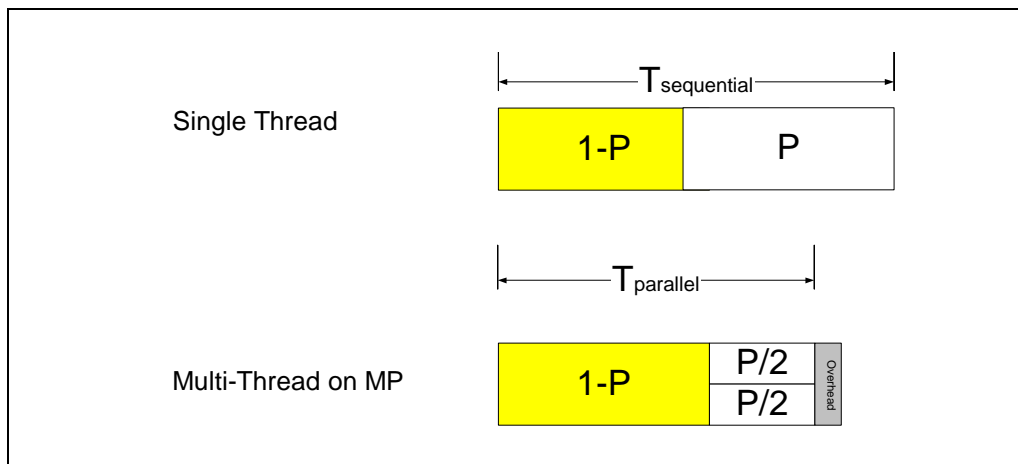 Tsequential
Single Thread
1-P
P
Tparallel
Multi-Thread on MP
1-P
P/2
P/2
Overhead